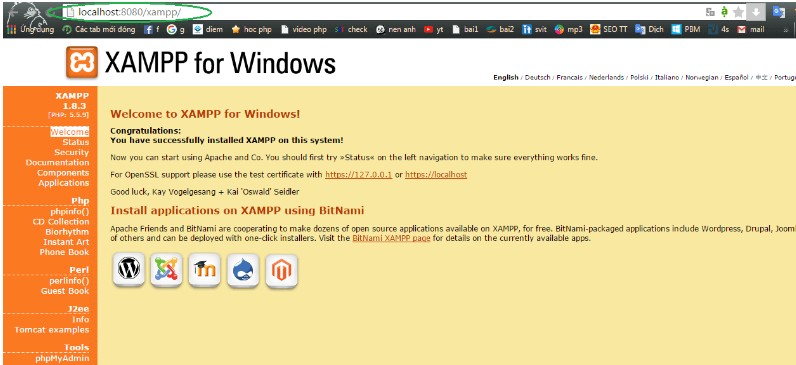 localhost:8080/xampp/
Ứng dụng Các tab mới đóng f g diem hoc php video php check nen anh yt bai1 bai2 svit mp3 SEO TT Dịch PBM 4s mail
XAMPP for Windows
English / Deutsch / Francais / Nederlands / Polski / Italiano / Norwegian / Español / 中文 / Portugu
XAMPP
1.8.3
[PHP: 5.5.9]
Welcome
Status
Security
Documentation
Components
Applications
Php
phpinfo()
CD Collection
Biorhythm
Instant Art
Phone Book
Perl
perlinfo()
Guest Book
J2ee
Info
Tomcat examples
Tools
phpMyAdmin
Welcome to XAMPP for Windows!
Congratulations:
You have successfully installed XAMPP on this system!
Now you can start using Apache and Co. You should first try »Status« on the left navigation to make sure everything works fine.
For OpenSSL support please use the test certificate with https://127.0.0.1 or https://localhost
Good luck, Kay Vogelgesang + Kai 'Oswald' Seidler
Install applications on XAMPP using BitNami
Apache Friends and BitNami are cooperating to make dozens of open source applications available on XAMPP, for free. BitNami-packaged applications include Wordpress, Drupal, Jooml
of others and can be deployed with one-click installers. Visit the BitNami XAMPP page for details on the currently available apps.